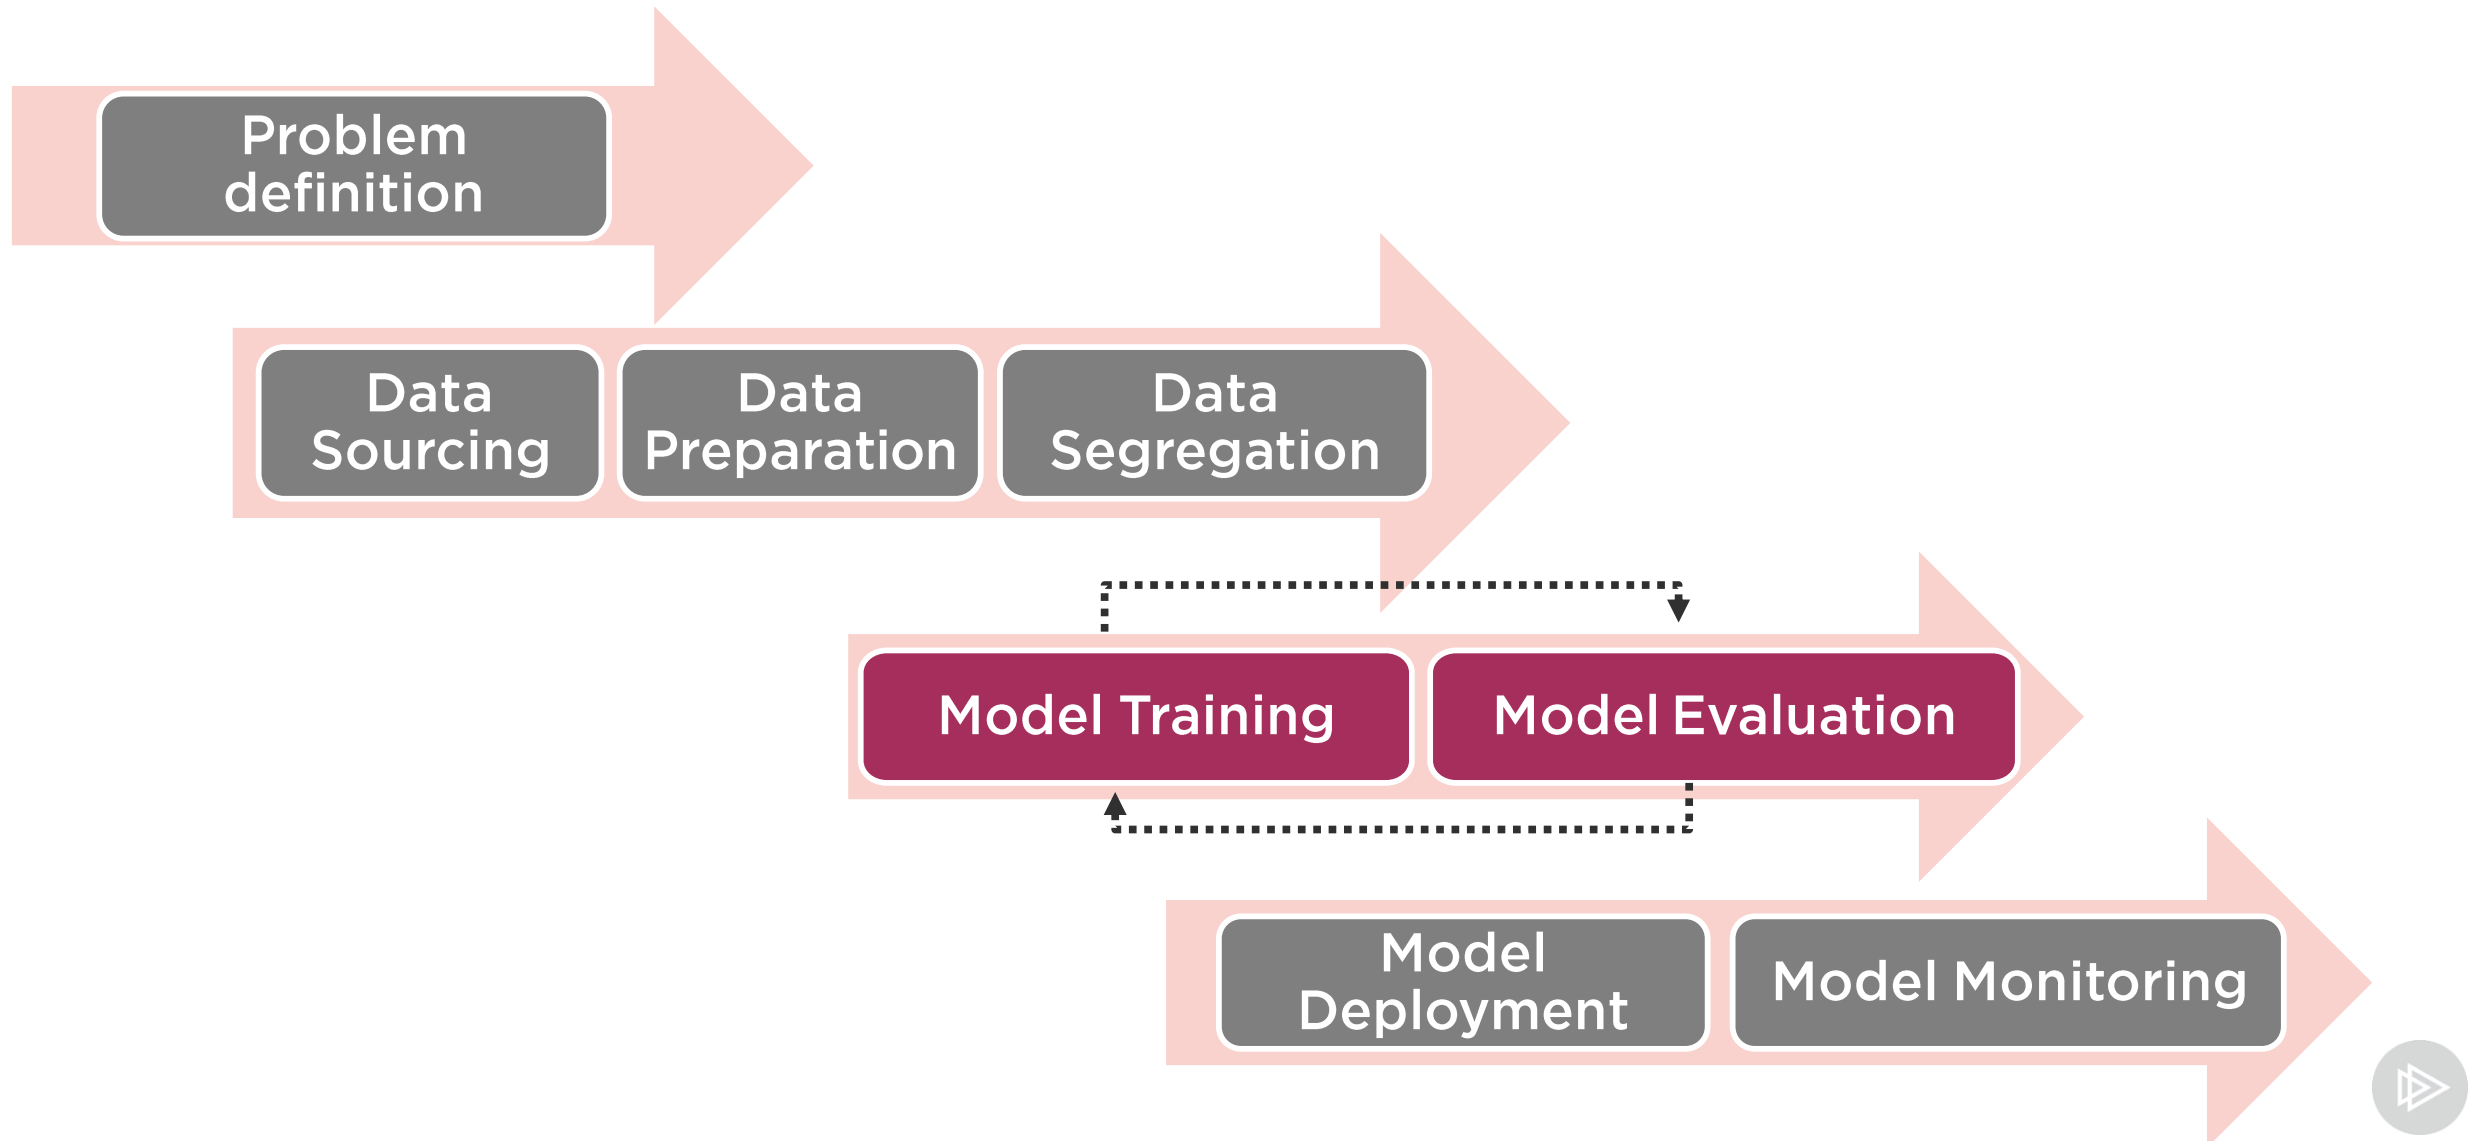 Problem
definition
Data
Sourcing
Data
Preparation
Data
Segregation
Model Training
Model Evaluation
Model
Deployment
Model Monitoring